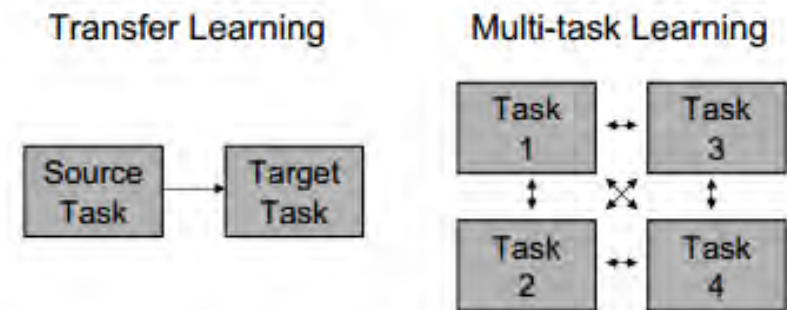 Transfer Learning
Multi-task Learning
Source
Task
Target
Task
Task
1
Task
3
Task
2
Task
4